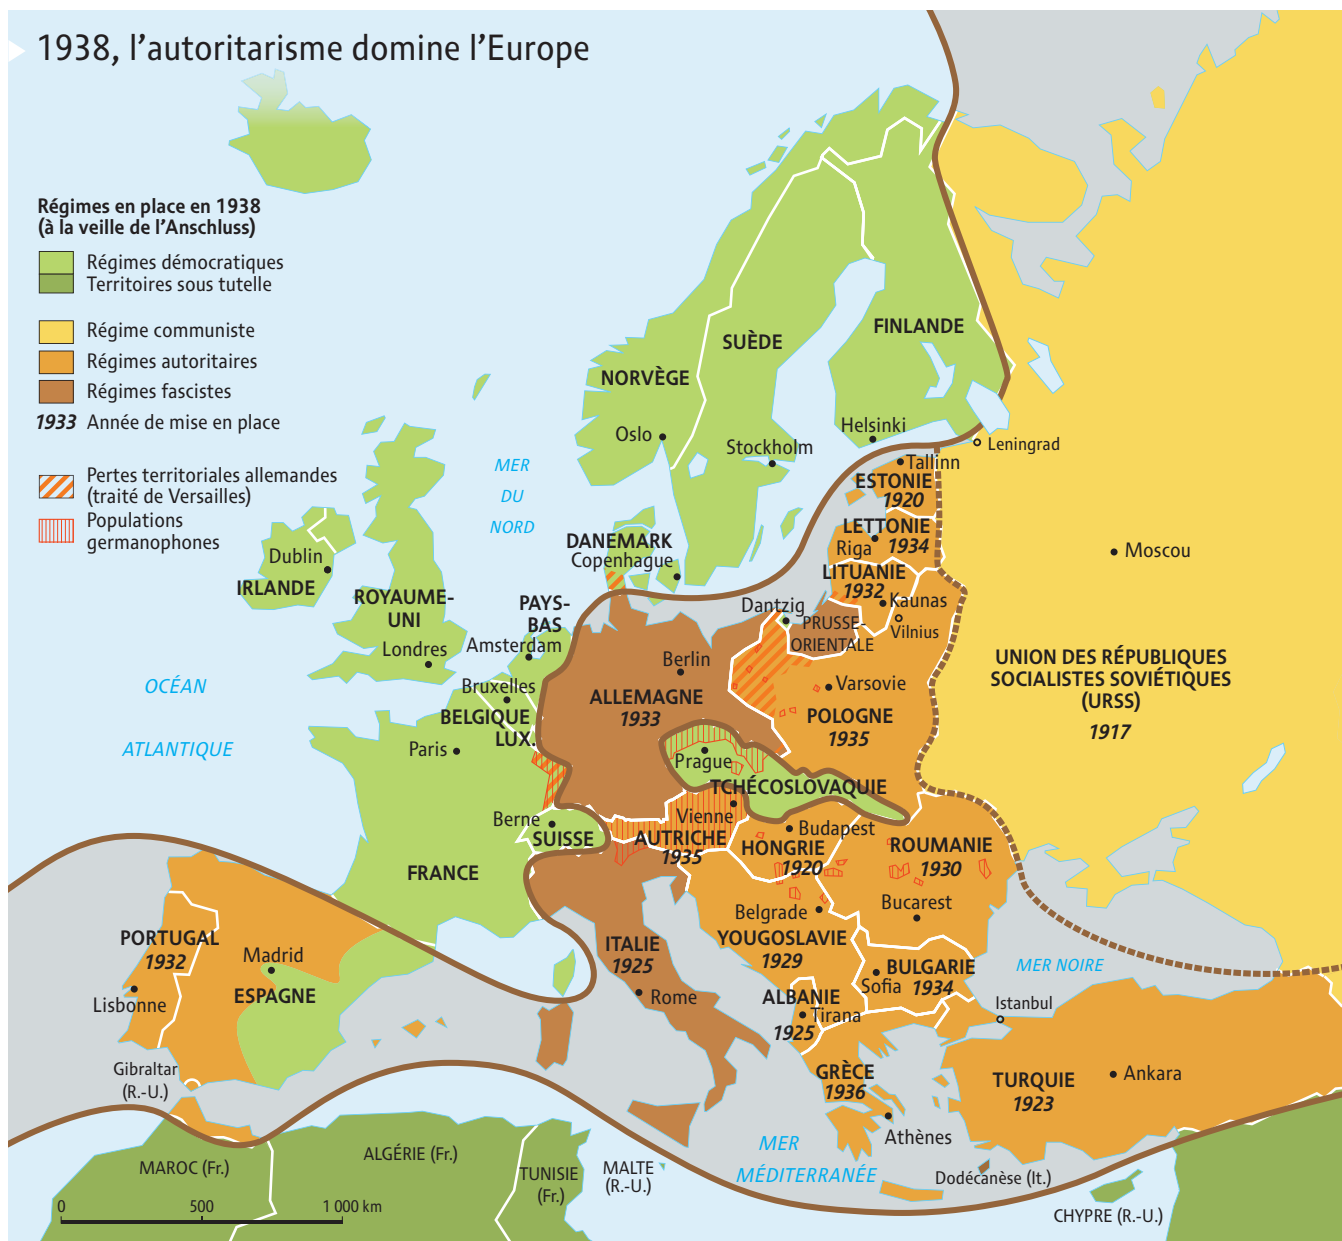 1938, l'autoritarisme domine l'Europe
Régimes en place en 1938
(à la veille de l'Anschluss)
Régimes démocratiques
Territoires sous tutelle
Régime communiste
Régimes autoritaires
Régimes fascistes
1933 Année de mise en place
Pertes territoriales allemandes
(traité de Versailles)
Populations
germanophones
FINLANDE
SUÈDE
NORVÈGE
Helsinki
Oslo
Stockholm
Leningrad
MER
DU
NORD
Tallinn
ESTONIE
1920
LETTONIE
Riga 1934
DANEMARK
Copenhague
Moscou
Dublin
IRLANDE
LITUANIE
1932
Kaunas
Vilnius
ROYAUME-
UNI
Londres
PAYS-
BAS
Amsterdam
Dantzig
PRUSSE-
ORIENTALE
Berlin
UNION DES RÉPUBLIQUES
SOCIALISTES SOVIÉTIQUES
(URSS)
1917
OCÉAN
ATLANTIQUE
Bruxelles
BELGIQUE
LUX.
ALLEMAGNE
1933
Varsovie
POLOGNE
1935
Paris
Prague
TCHÉCOSLOVAQUIE
Berne
SUISSE
Vienne
AUTRICHE
1935
Budapest
HONGRIE
1920
ROUMANIE
1930
FRANCE
Bucarest
Belgrade
YOUGOSLAVIE
1929
PORTUGAL
1932
Madrid
ESPAGNE
Lisbonne
ITALIE
1925
Rome
BULGARIE
Sofia 1934
MER NOIRE
ALBANIE
Tirana
1925
Istanbul
Gibraltar
(R.-U.)
GRÈCE
1936
TURQUIE
1923
Ankara
Athènes
MAROC (Fr.)
ALGÉRIE (Fr.)
TUNISIE
(Fr.)
MALTE
(R.-U.)
MER
MÉDITERRANÉE
Dodécanèse (It.)
CHYPRE (R.-U.)
0 500 1 000 km